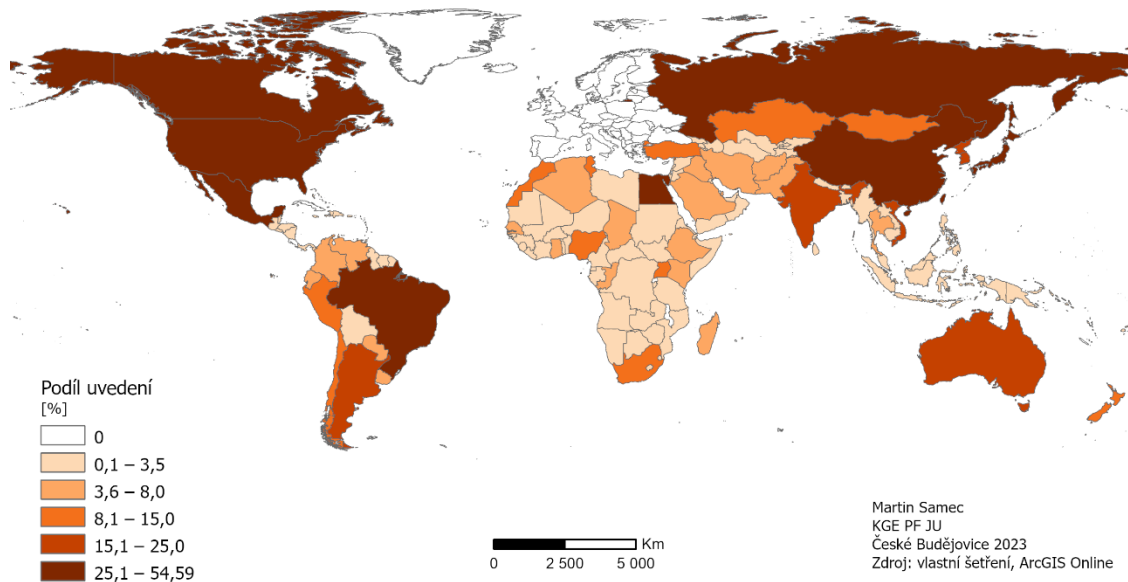 Podíl uvedení
[%]
0
0,1 – 3,5
3,6 – 8,0
8,1 – 15,0
15,1 – 25,0
25,1 – 54,59
Km
0 2 500 5 000
Martin Samec
KGE PF JU
České Budějovice 2023
Zdroj: vlastní šetření, ArcGIS Online